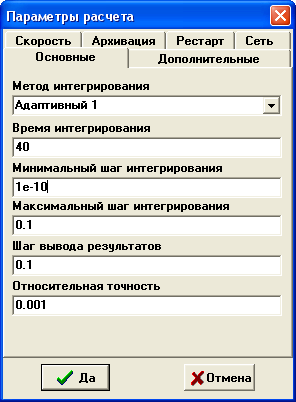 Параметры расчета
Скорость Архивация Рестарт Сеть
Основные Дополнительные
Метод интегрирования
Адаптивный 1
Время интегрирования
40
Минимальный шаг интегрирования
1e-10
Максимальный шаг интегрирования
0.1
Шаг вывода результатов
0.1
Относительная точность
0.001
Да Отмена